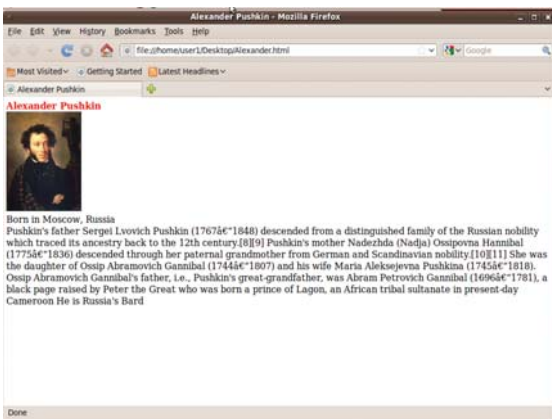 Alexander Pushkin - Mozilla Firefox
File Edit View History Bookmarks Tools Help
file:///home/user1/Desktop/Alexander.html
Google
Most Visited Getting Started Latest Headlines
Alexander Pushkin
Alexander Pushkin
Born in Moscow, Russia
Pushkin's father Sergei Lvovich Pushkin (1767â€“1848) descended from a distinguished family of the Russian nobility
which traced its ancestry back to the 12th century.[8][9] Pushkin's mother Nadezhda (Nadja) Ossipovna Hannibal
(1775â€“1836) descended through her paternal grandmother from German and Scandinavian nobility.[10][11] She was
the daughter of Ossip Abramovich Gannibal (1744â€“1807) and his wife Maria Aleksejevna Pushkina (1745â€“1818).
Ossip Abramovich Gannibal's father, i.e., Pushkin's great-grandfather, was Abram Petrovich Gannibal (1696â€“1781), a
black page raised by Peter the Great who was born a prince of Lagon, an African tribal sultanate in present-day
Cameroon He is Russia's Bard
Done